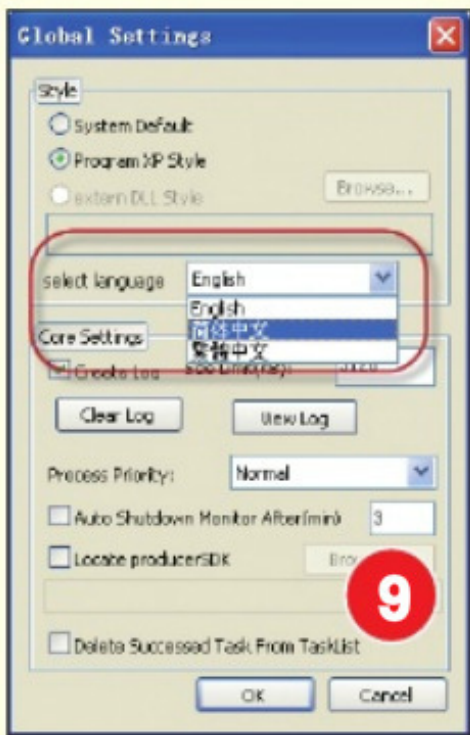 Global Settings
Style
System Default
Program XP Style
extern DLL Style
Browse...
select language
English
English
简体中文
繁體中文
Core Settings
Create Log
Clear Log
View Log
Process Priority:
Normal
Auto Shutdown Monitor After(min)
3
Locate producerSDK
9
Delete Successed Task From TaskList
OK
Cancel